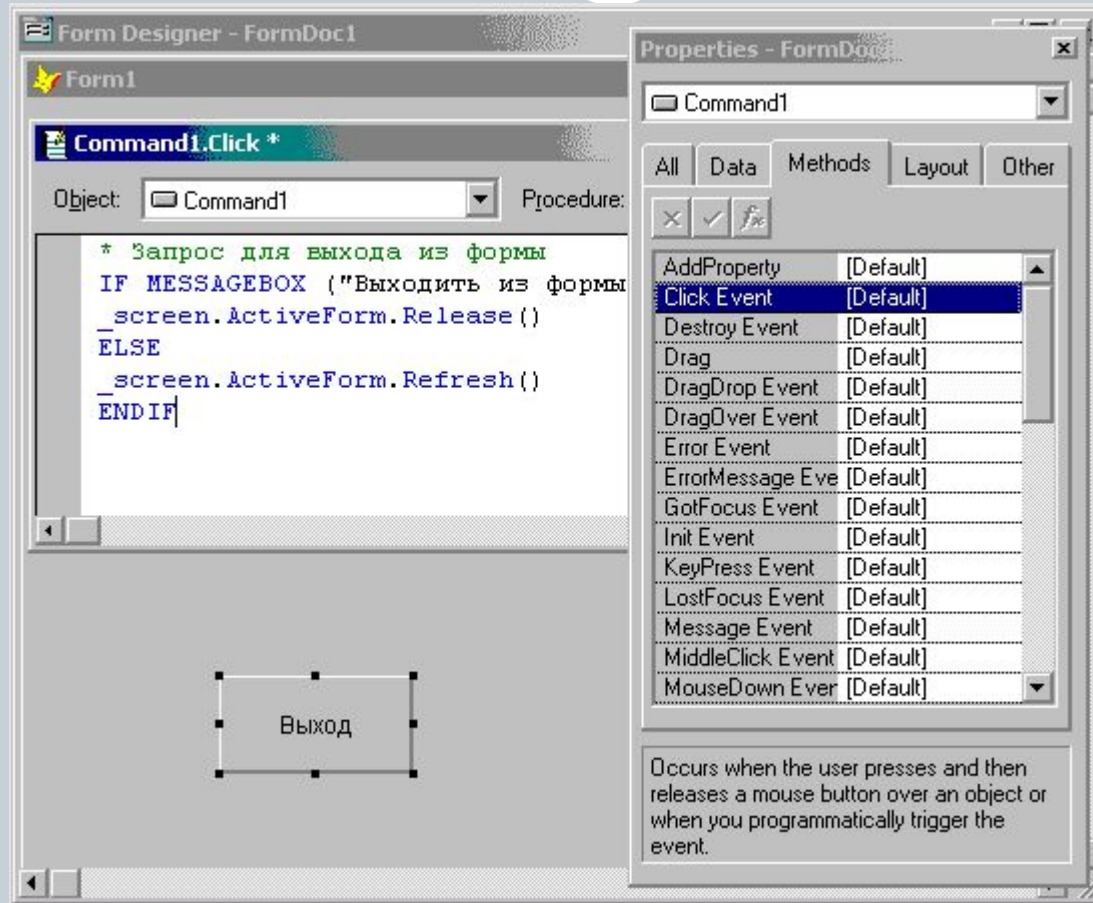 Form Designer - FormDoc1
Form1
Command1.Click *
Object: Command1 Procedure:
* Запрос для выхода из формы
IF MESSAGEBOX ("Выходить из формы
_screen.ActiveForm.Release()
ELSE
_screen.ActiveForm.Refresh()
ENDIF
Выход
Properties - FormDoc
Command1
All Data Methods Layout Other
AddProperty [Default]
Click Event [Default]
Destroy Event [Default]
Drag [Default]
DragDrop Event [Default]
DragOver Event [Default]
Error Event [Default]
ErrorMessage Eve [Default]
GotFocus Event [Default]
Init Event [Default]
KeyPress Event [Default]
LostFocus Event [Default]
Message Event [Default]
MiddleClick Event [Default]
MouseDown Ever [Default]
Occurs when the user presses and then
releases a mouse button over an object or
when you programmatically trigger the
event.